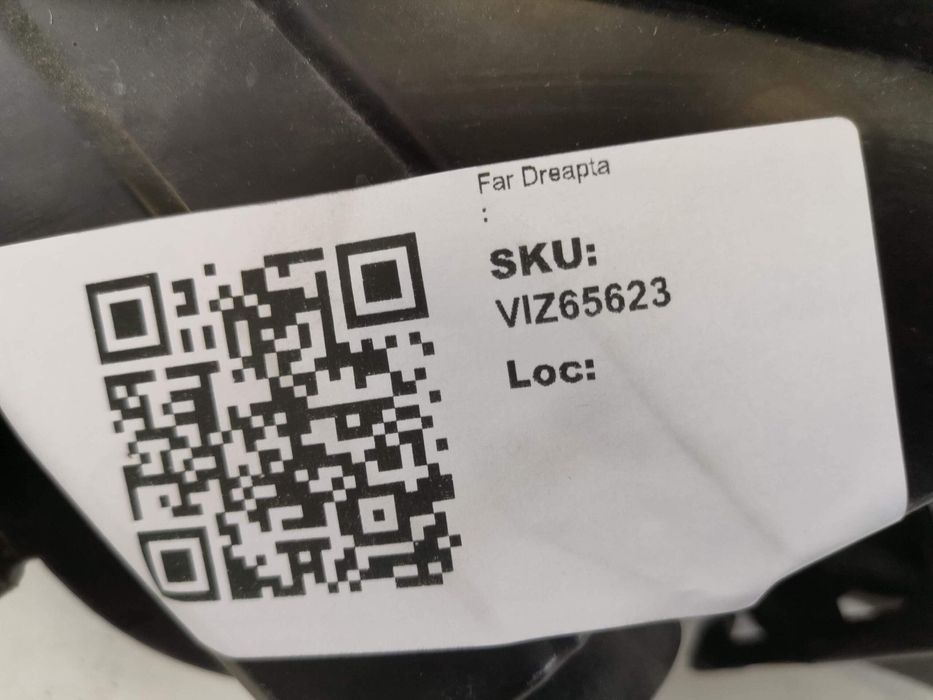 Far Dreapta
:
SKU:
VIZ65623
Loc: